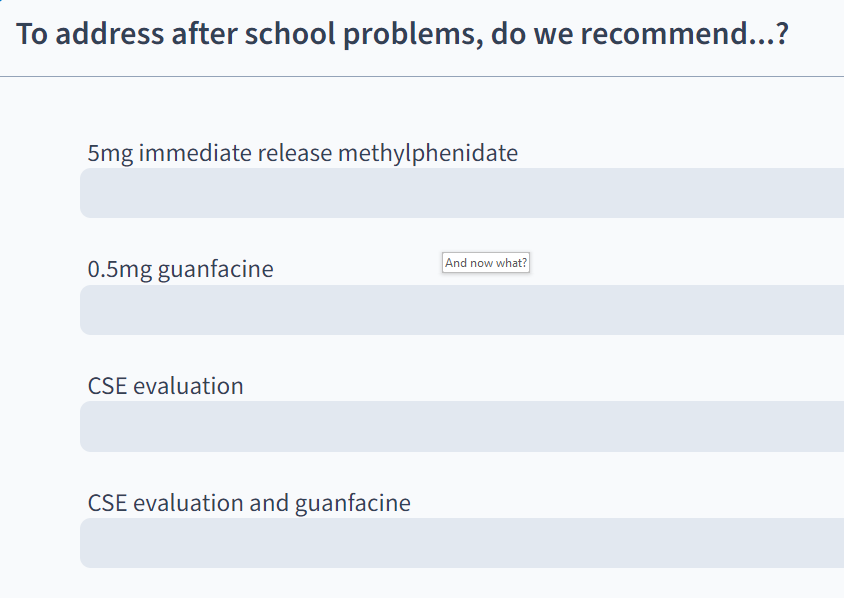 To address after school problems, do we recommend...?
5mg immediate release methylphenidate
And now what?
0.5mg guanfacine
CSE evaluation
CSE evaluation and guanfacine